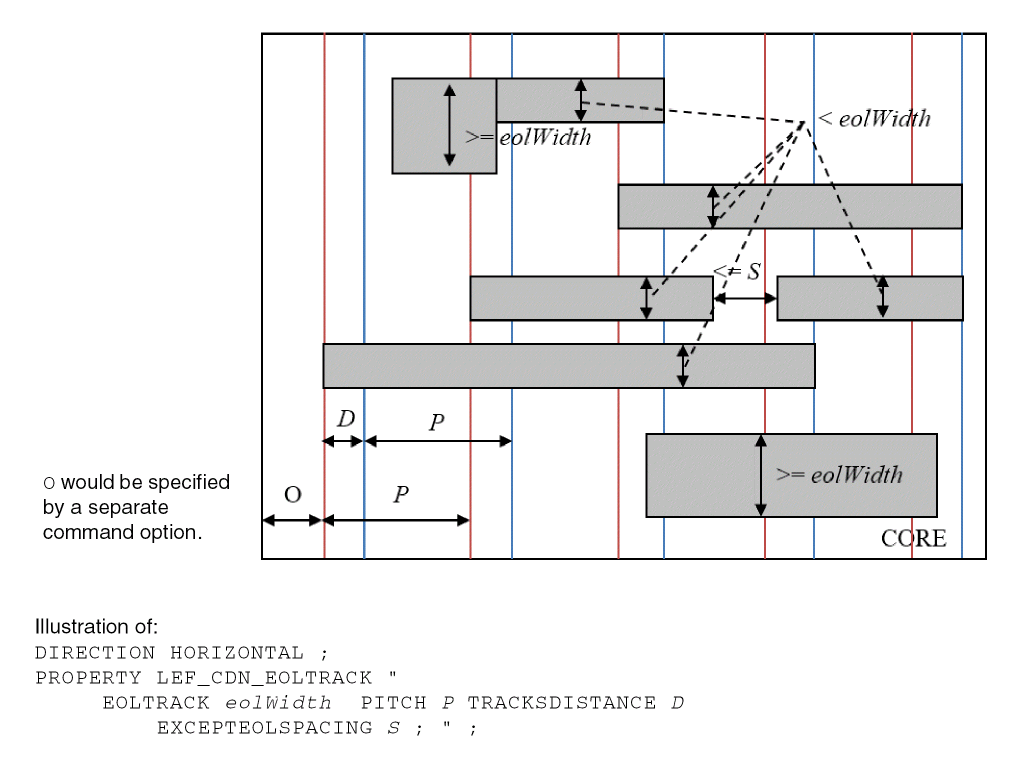 < eolWidth
>= eolWidth
<= S
D
P
>= eolWidth
O would be specified
by a separate
command option.
O
P
CORE
Illustration of:
DIRECTION HORIZONTAL ;
PROPERTY LEF_CDN_EOLTRACK "
EOLTRACK eolWidth PITCH P TRACKSDISTANCE D
EXCEPTEOLSPACING S ; " ;